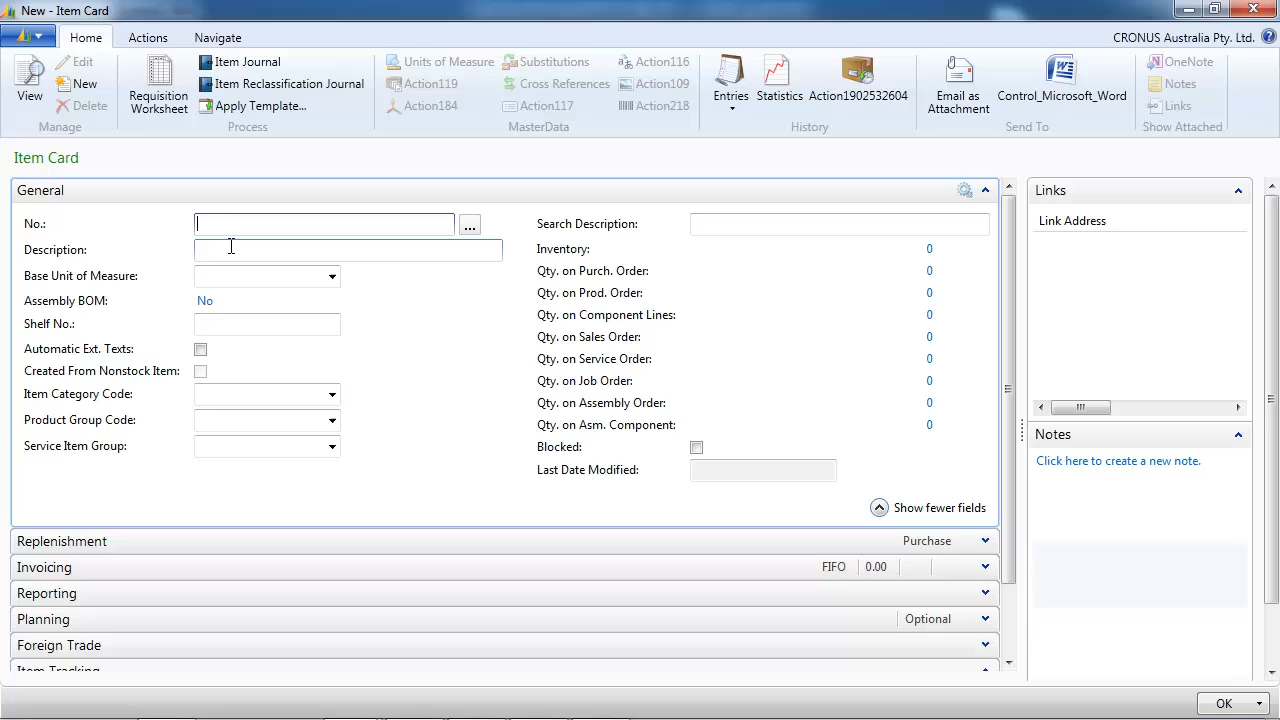 New - Item Card
Home Actions Navigate CRONUS Australia Pty. Ltd.
View
Edit
New
Delete
Manage
Requisition Worksheet
Item Journal
Item Reclassification Journal
Apply Template...
Process
Units of Measure Substitutions Action116
Action119 Cross References Action109
Action184 Action117 Action218
MasterData
Entries Statistics Action1902532604
History
Email as Attachment Control_Microsoft_Word
Send To
OneNote
Notes
Links
Show Attached
Item Card
General
No.: ...
Description:
Base Unit of Measure:
Assembly BOM: No
Shelf No.:
Automatic Ext. Texts:
Created From Nonstock Item:
Item Category Code:
Product Group Code:
Service Item Group:
Search Description:
Inventory: 0
Qty. on Purch. Order: 0
Qty. on Prod. Order: 0
Qty. on Component Lines: 0
Qty. on Sales Order: 0
Qty. on Service Order: 0
Qty. on Job Order: 0
Qty. on Assembly Order: 0
Qty. on Asm. Component: 0
Blocked:
Last Date Modified:
Show fewer fields
Replenishment Purchase
Invoicing FIFO 0.00
Reporting
Planning Optional
Foreign Trade
Item Tracking
Links
Link Address
Notes
Click here to create a new note.
OK